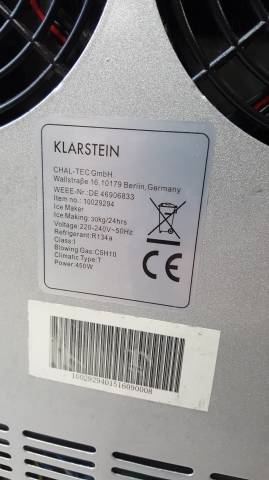 KLARSTEIN
CHAL-TEC GmbH
Wallstraße 16,10179 Berlin,Germany
WEEE-Nr.:DE 46906833
Item no.: 10029294
Ice Maker
Ice Making: 30kg/24hrs
Voltage:220-240V~50Hz
Refrigerant:R134a
Class:I
Blowing Gas:C5H10
Climatic Type:T
Power:450W
CE
1002929401516090008